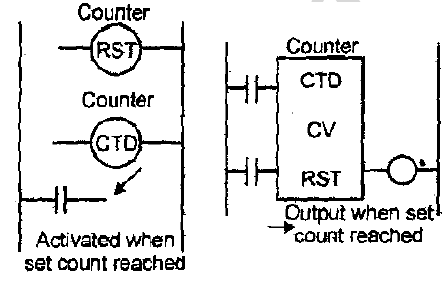 Counter
RST
Counter
CTD
Activated when
set count reached
Counter
CTD
CV
RST
Output when set
count reached